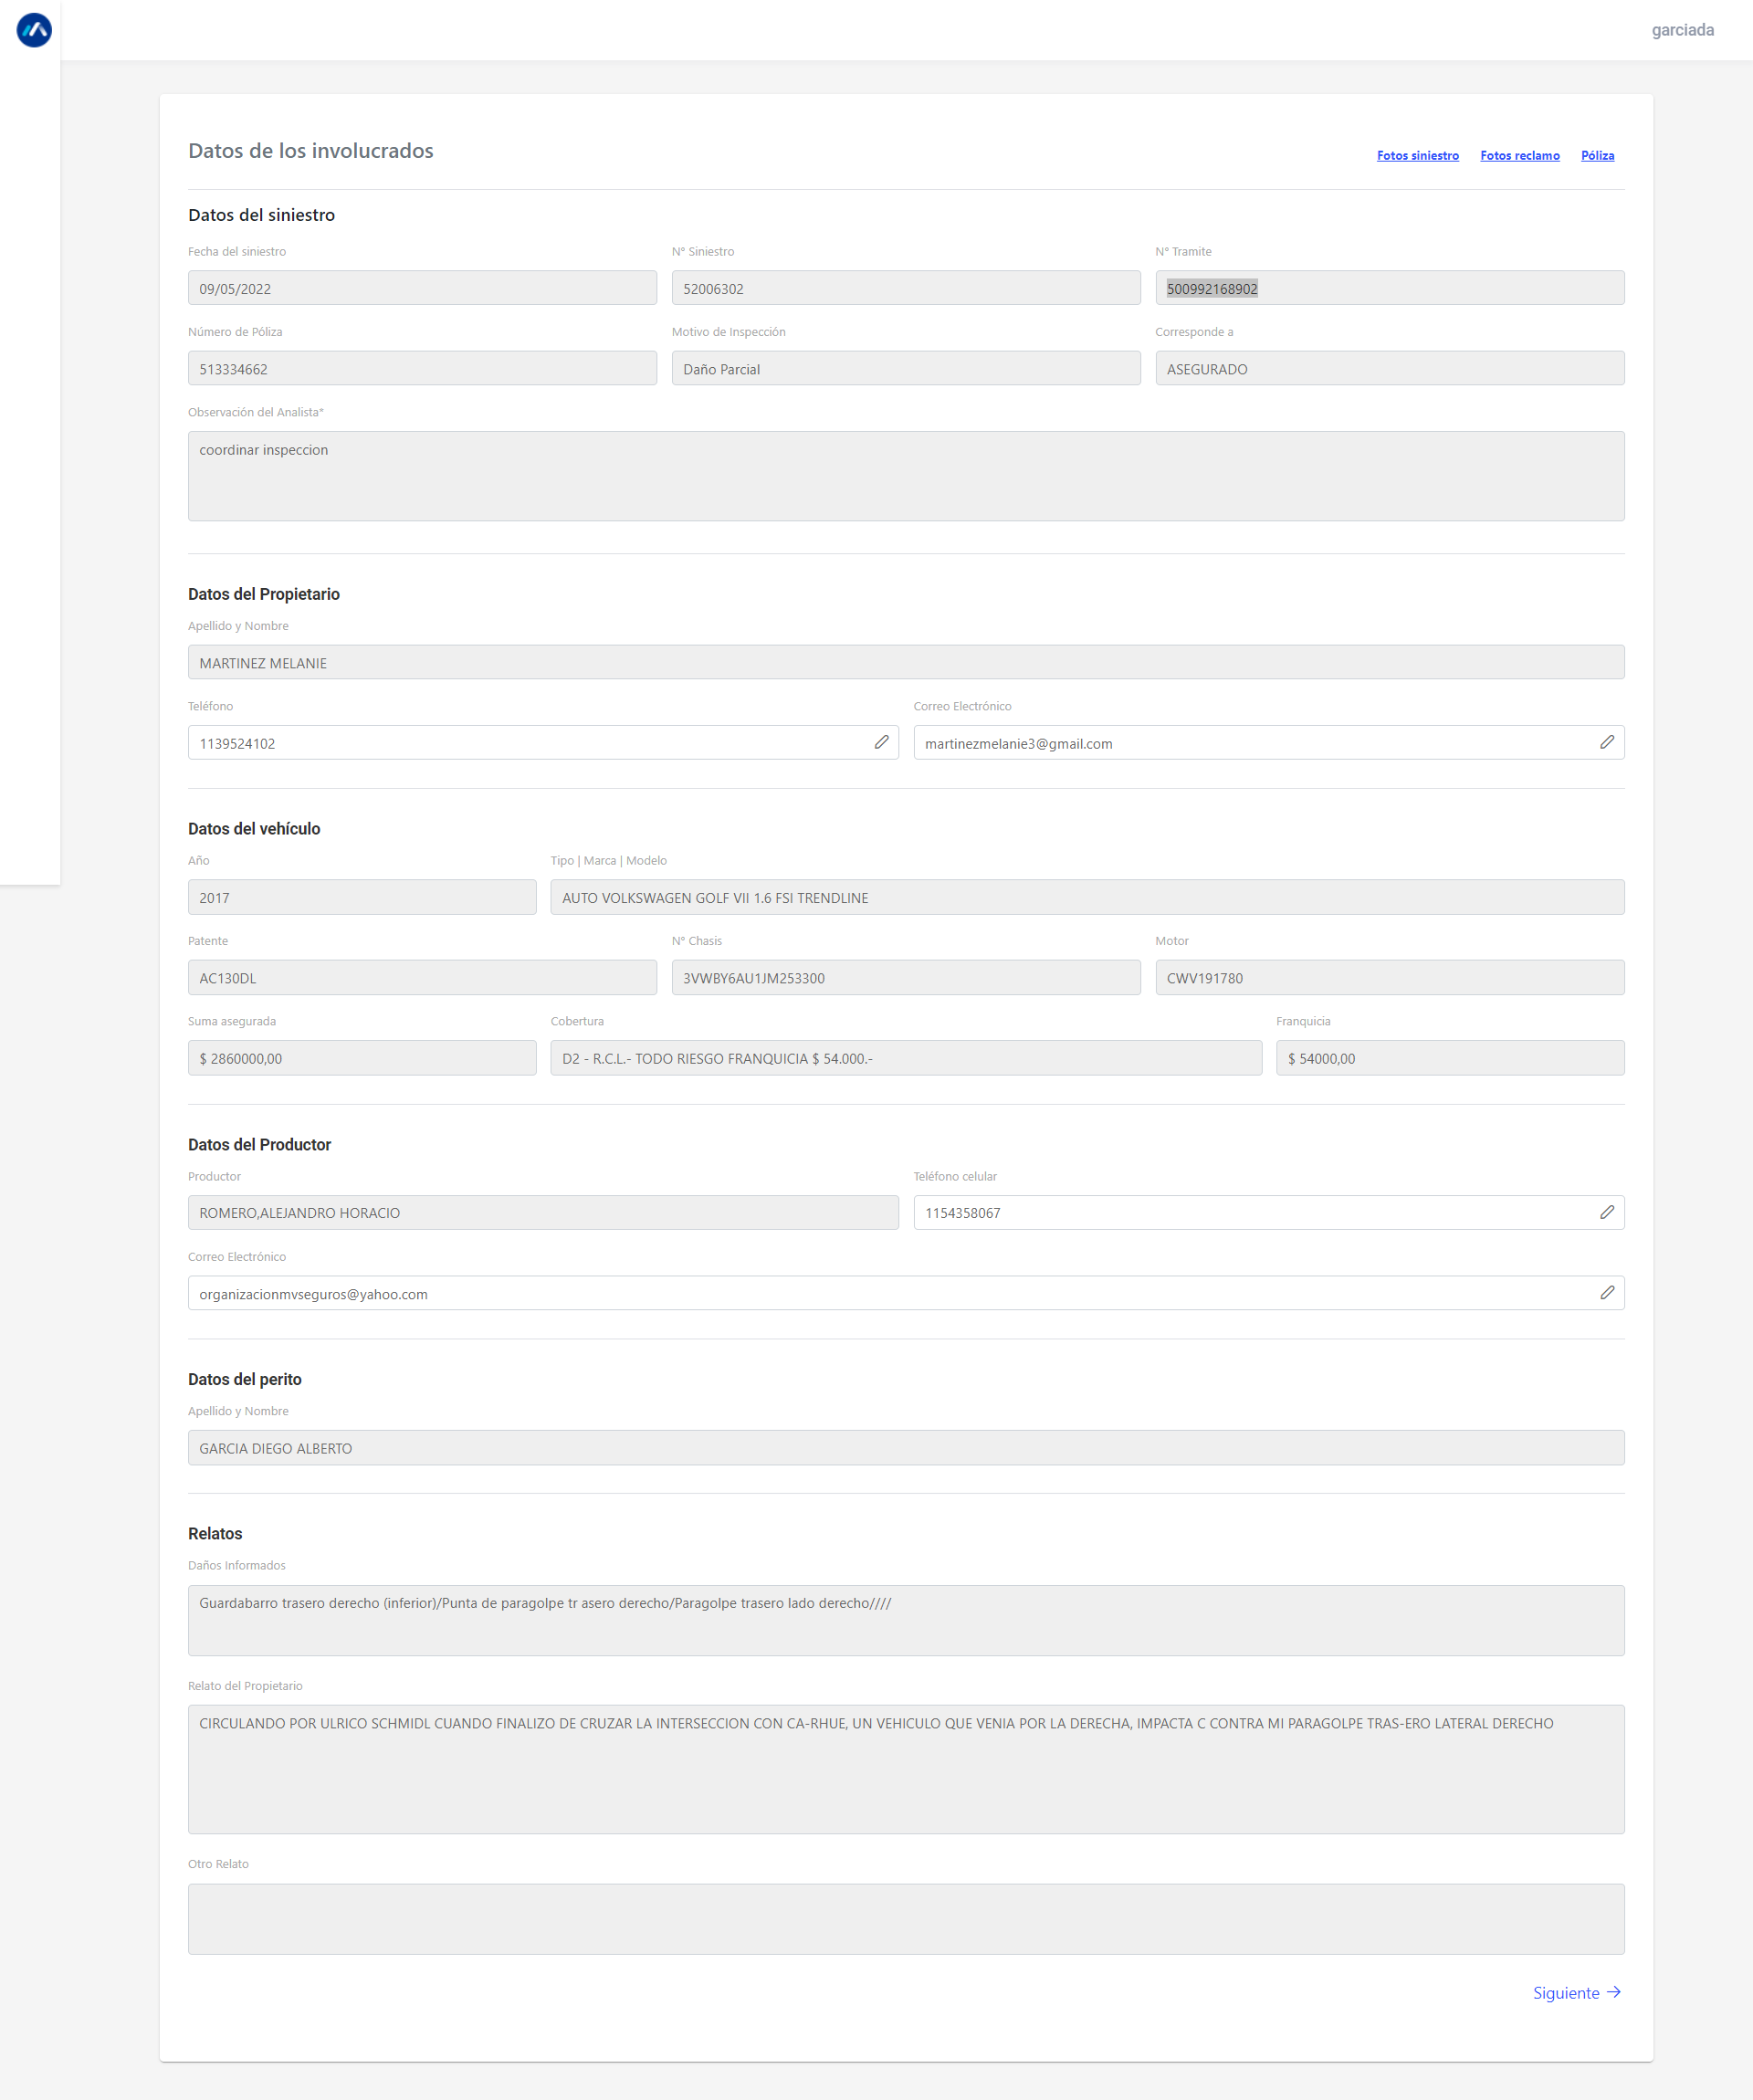 garciada
Datos de los involucrados
Fotos siniestro Fotos reclamo Póliza
Datos del siniestro
Fecha del siniestro Nº Siniestro Nº Tramite
09/05/2022 52006302 500992168902
Número de Póliza Motivo de Inspección Corresponde a
513334662 Daño Parcial ASEGURADO
Observación del Analista*
coordinar inspeccion
Datos del Propietario
Apellido y Nombre
MARTINEZ MELANIE
Teléfono Correo Electrónico
1139524102 martinezmelanie3@gmail.com
Datos del vehículo
Año Tipo | Marca | Modelo
2017 AUTO VOLKSWAGEN GOLF VII 1.6 FSI TRENDLINE
Patente Nº Chasis Motor
AC130DL 3VWBY6AU1JM253300 CWV191780
Suma asegurada Cobertura Franquicia
$ 2860000,00 D2 - R.C.L.- TODO RIESGO FRANQUICIA $ 54.000.- $ 54000,00
Datos del Productor
Productor Teléfono celular
ROMERO,ALEJANDRO HORACIO 1154358067
Correo Electrónico
organizacionmvseguros@yahoo.com
Datos del perito
Apellido y Nombre
GARCIA DIEGO ALBERTO
Relatos
Daños Informados
Guardabarro trasero derecho (inferior)/Punta de paragolpe tr asero derecho/Paragolpe trasero lado derecho////
Relato del Propietario
CIRCULANDO POR ULRICO SCHMIDL CUANDO FINALIZO DE CRUZAR LA INTERSECCION CON CA-RHUE, UN VEHICULO QUE VENIA POR LA DERECHA, IMPACTA C CONTRA MI PARAGOLPE TRAS-ERO LATERAL DERECHO
Otro Relato
Siguiente